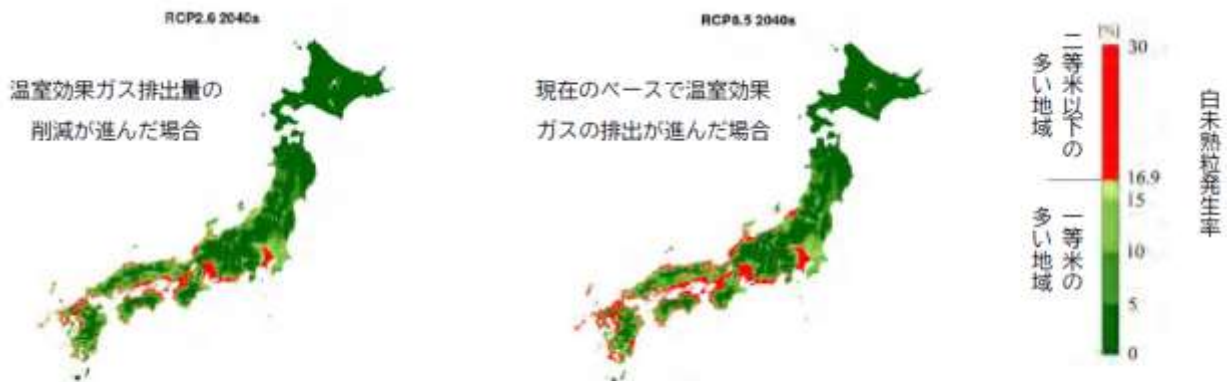 RCP2.6 2040s
温室効果ガス排出量の
削減が進んだ場合
RCP8.5 2040s
現在のペースで温室効果
ガスの排出が進んだ場合
二等米以下の
多い地域
一等米の
多い地域
[%]
30
16.9
15
10
5
0
白未熟粒発生率